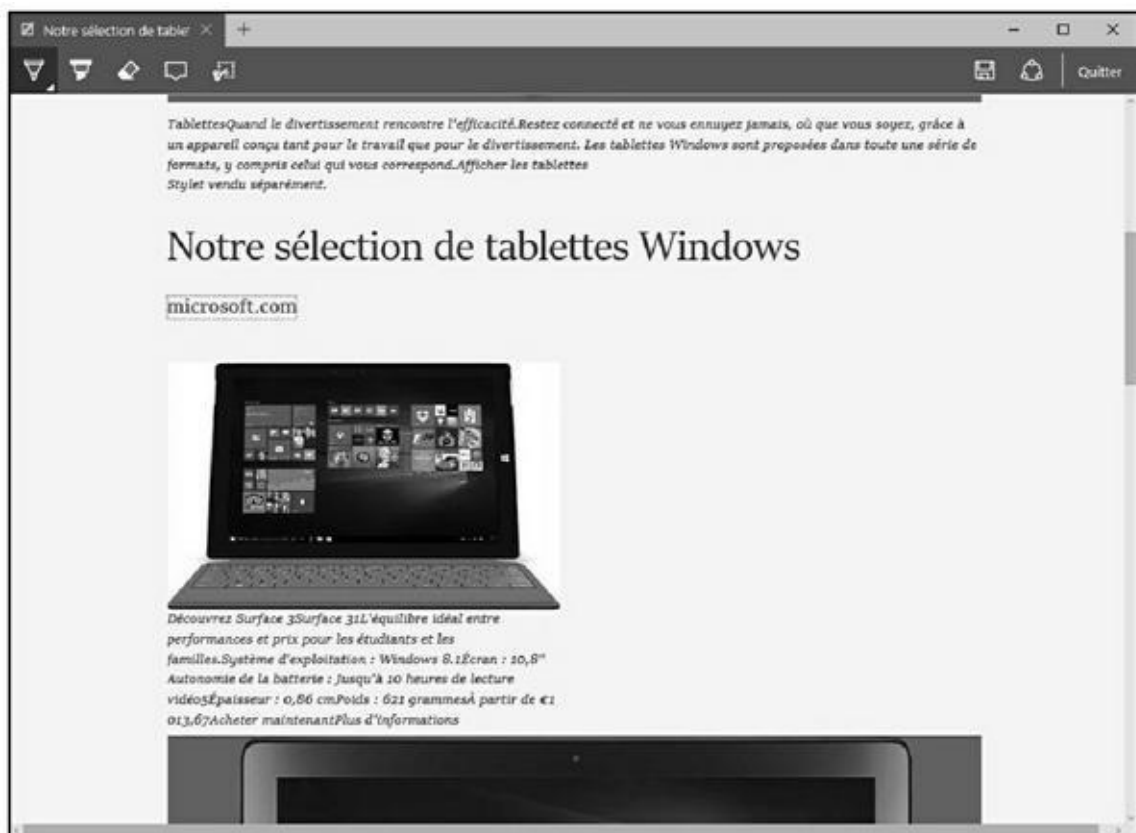 Notre sélection de tablet
Quitter
TablettesQuand le divertissement rencontre l'efficacité.Restez connecté et ne vous ennuyez jamais, où que vous soyez, grâce à
un appareil conçu tant pour le travail que pour le divertissement. Les tablettes Windows sont proposées dans toute une série de
formats, y compris celui qui vous correspond.Afficher les tablettes
Stylet vendu séparément.
Notre sélection de tablettes Windows
microsoft.com
Découvrez Surface 3Surface 31L'équilibre idéal entre
performances et prix pour les étudiants et les
familles.Système d'exploitation : Windows 8.1Écran : 10,8"
Autonomie de la batterie : Jusqu'à 10 heures de lecture
vidéo5Épaisseur : 0,86 cmPoids : 621 grammesÀ partir de €1
013,67Acheter maintenantPlus d'informations